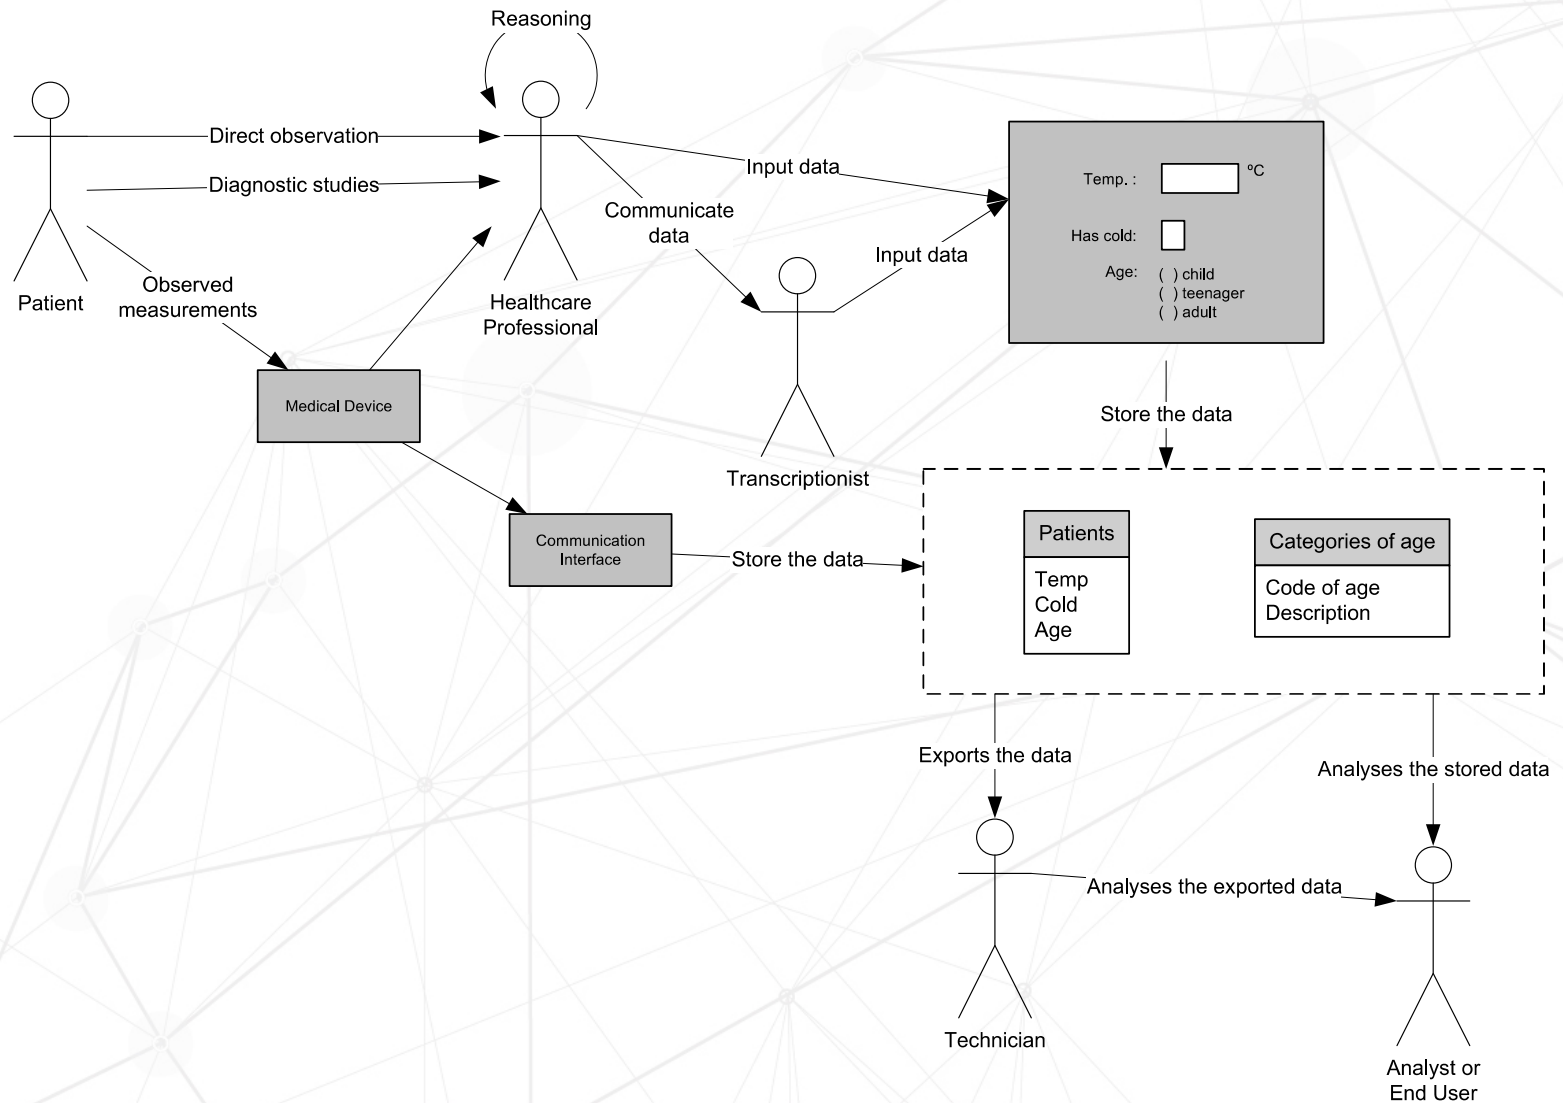 Reasoning
Direct observation
Diagnostic studies
Observed
measurements
Patient
Healthcare
Professional
Input data
Communicate
data
Input data
Temp. :
ºC
Has cold:
Age:
( ) child
( ) teenager
( ) adult
Medical Device
Transcriptionist
Store the data
Communication
Interface
Store the data
Patients
Temp
Cold
Age
Categories of age
Code of age
Description
Exports the data
Analyses the stored data
Analyses the exported data
Technician
Analyst or
End User